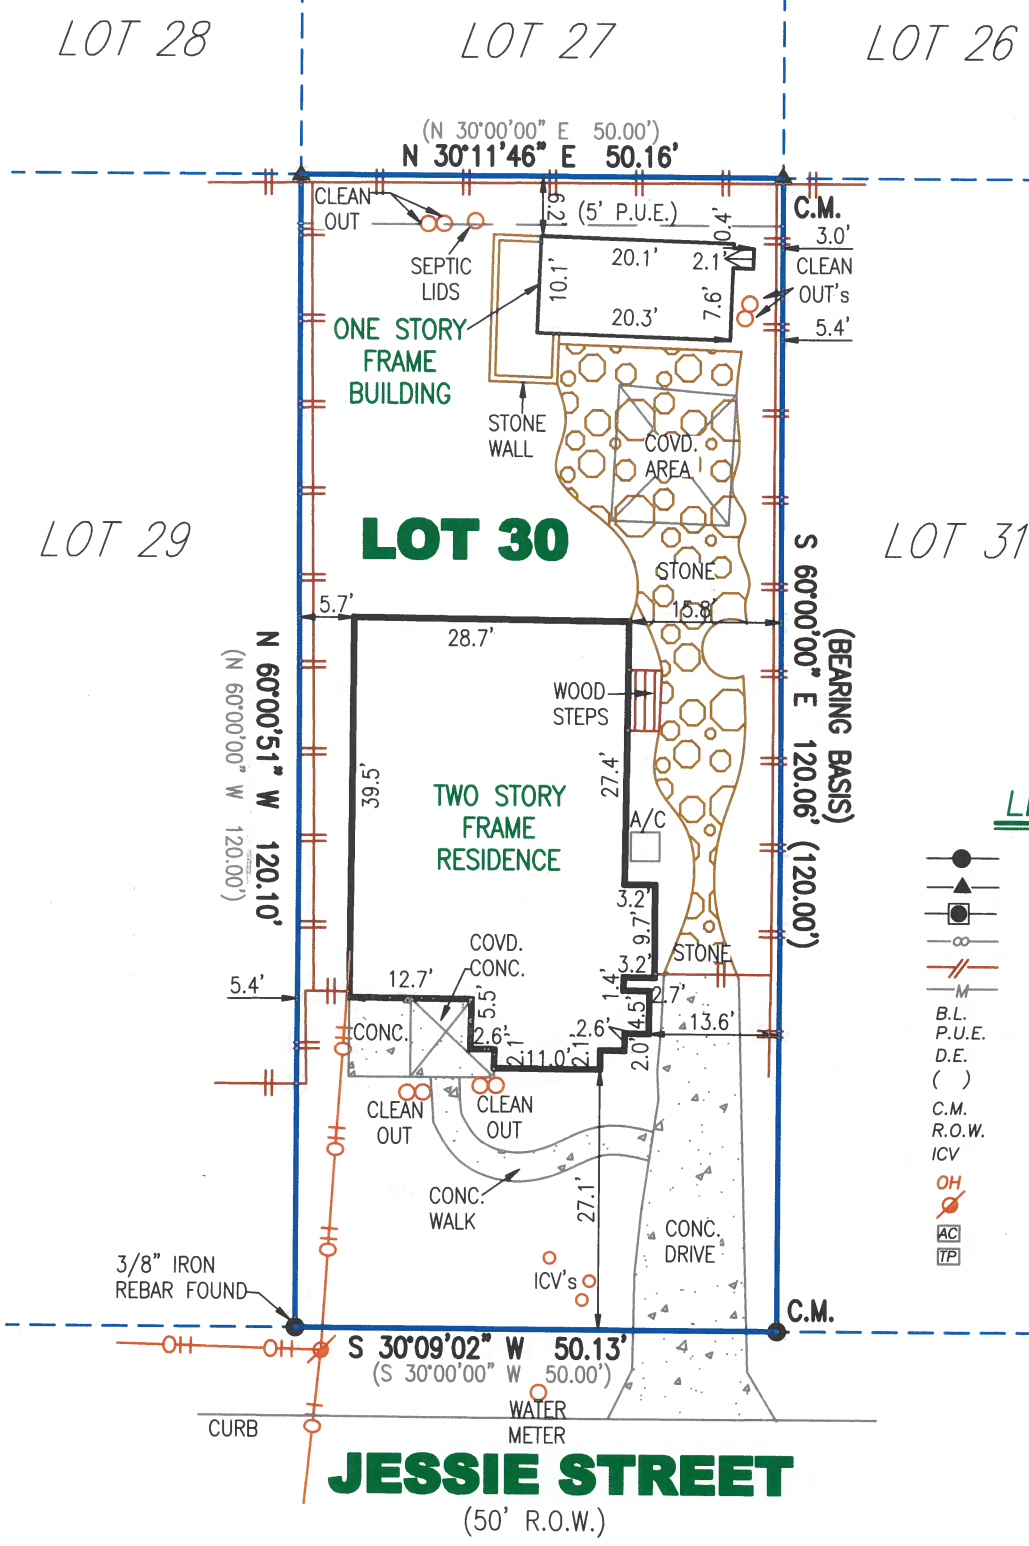 LOT 28
LOT 27
LOT 26
(N 30°00'00" E 50.00')
N 30°11'46" E 50.16'
CLEAN
OUT
6.2'
(5' P.U.E.)
0.4'
C.M.
3.0'
SEPTIC
LIDS
20.1'
2.1'
CLEAN
OUT's
10.1'
7.6'
20.3'
5.4'
ONE STORY
FRAME
BUILDING
STONE
WALL
COVD.
AREA
LOT 29
LOT 30
LOT 31
STONE
5.7'
15.8'
28.7'
S 60°00'00" E 120.06' (120.00')
(BEARING BASIS)
N 60°00'51" W 120.10'
(N 60°00'00" W 120.00')
WOOD
STEPS
39.5'
27.4'
TWO STORY
FRAME
RESIDENCE
A/C
3.2'
9.7'
COVD.
CONC.
STONE
3.2'
5.4'
12.7'
1.4'
2.7'
5.5'
4.5'
CONC.
2.6'
2.6'
13.6'
2.1'
11.0'
2.1'
2.0'
CLEAN
OUT
CLEAN
OUT
CONC.
WALK
27.1'
CONC.
DRIVE
ICV's
3/8" IRON
REBAR FOUND
C.M.
S 30°09'02" W 50.13'
(S 30°00'00" W 50.00')
WATER
METER
CURB
JESSIE STREET
(50' R.O.W.)
B.L.
P.U.E.
D.E.
( )
C.M.
R.O.W.
ICV
OH
AC
TP
M